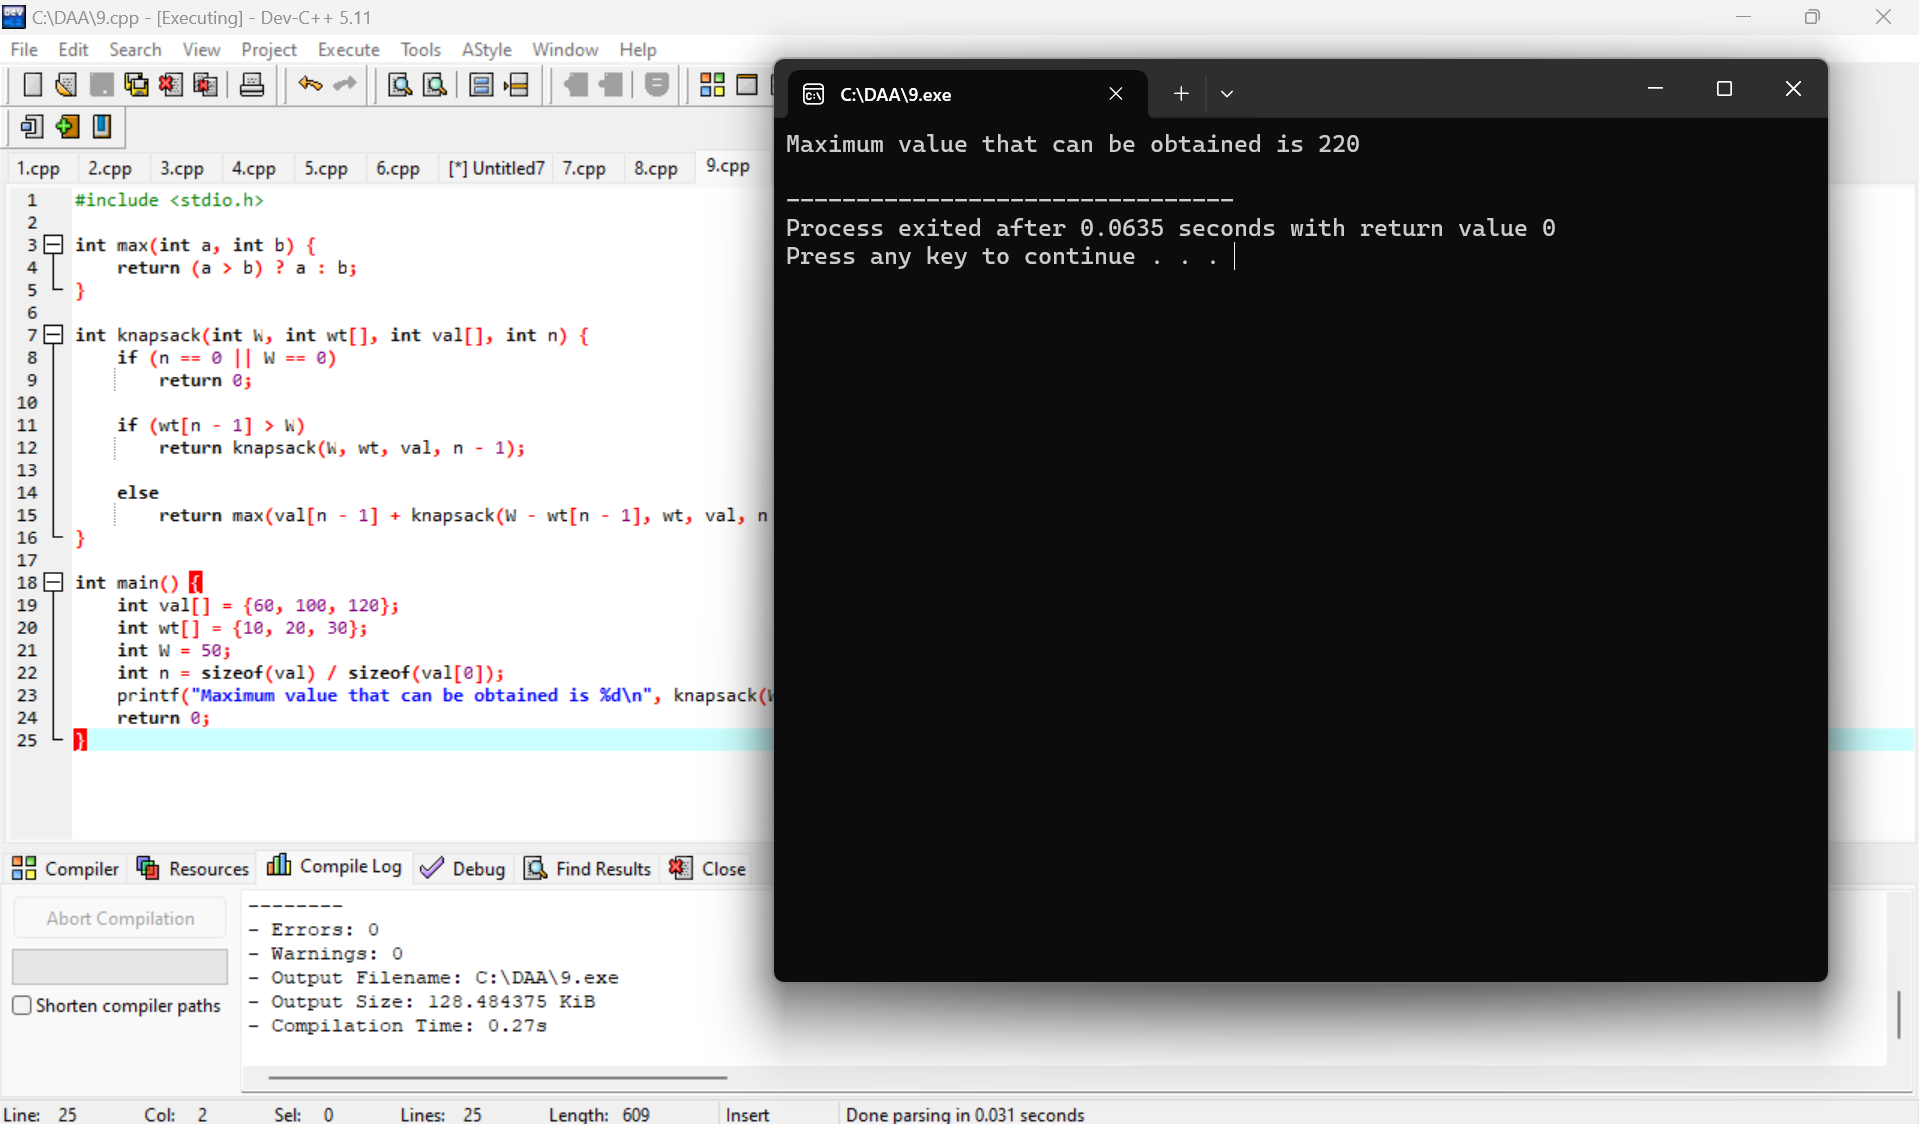 C:\DAA\9.cpp - [Executing] - Dev-C++ 5.11
File Edit Search View Project Execute Tools AStyle Window Help
1.cpp 2.cpp 3.cpp 4.cpp 5.cpp 6.cpp [*] Untitled7 7.cpp 8.cpp 9.cpp
1 #include <stdio.h>
2
3 int max(int a, int b) {
4     return (a > b) ? a : b;
5 }
6
7 int knapsack(int W, int wt[], int val[], int n) {
8     if (n == 0 || W == 0)
9         return 0;
10
11     if (wt[n - 1] > W)
12         return knapsack(W, wt, val, n - 1);
13
14     else
15         return max(val[n - 1] + knapsack(W - wt[n - 1], wt, val, n
16 }
17
18 int main() {
19     int val[] = {60, 100, 120};
20     int wt[] = {10, 20, 30};
21     int W = 50;
22     int n = sizeof(val) / sizeof(val[0]);
23     printf("Maximum value that can be obtained is %d\n", knapsack(W
24     return 0;
25 }
C:\DAA\9.exe
Maximum value that can be obtained is 220
--------------------------------
Process exited after 0.0635 seconds with return value 0
Press any key to continue . . .
Compiler Resources Compile Log Debug Find Results Close
Abort Compilation
Shorten compiler paths
--------
- Errors: 0
- Warnings: 0
- Output Filename: C:\DAA\9.exe
- Output Size: 128.484375 KiB
- Compilation Time: 0.27s
Line: 25 Col: 2 Sel: 0 Lines: 25 Length: 609 Insert Done parsing in 0.031 seconds